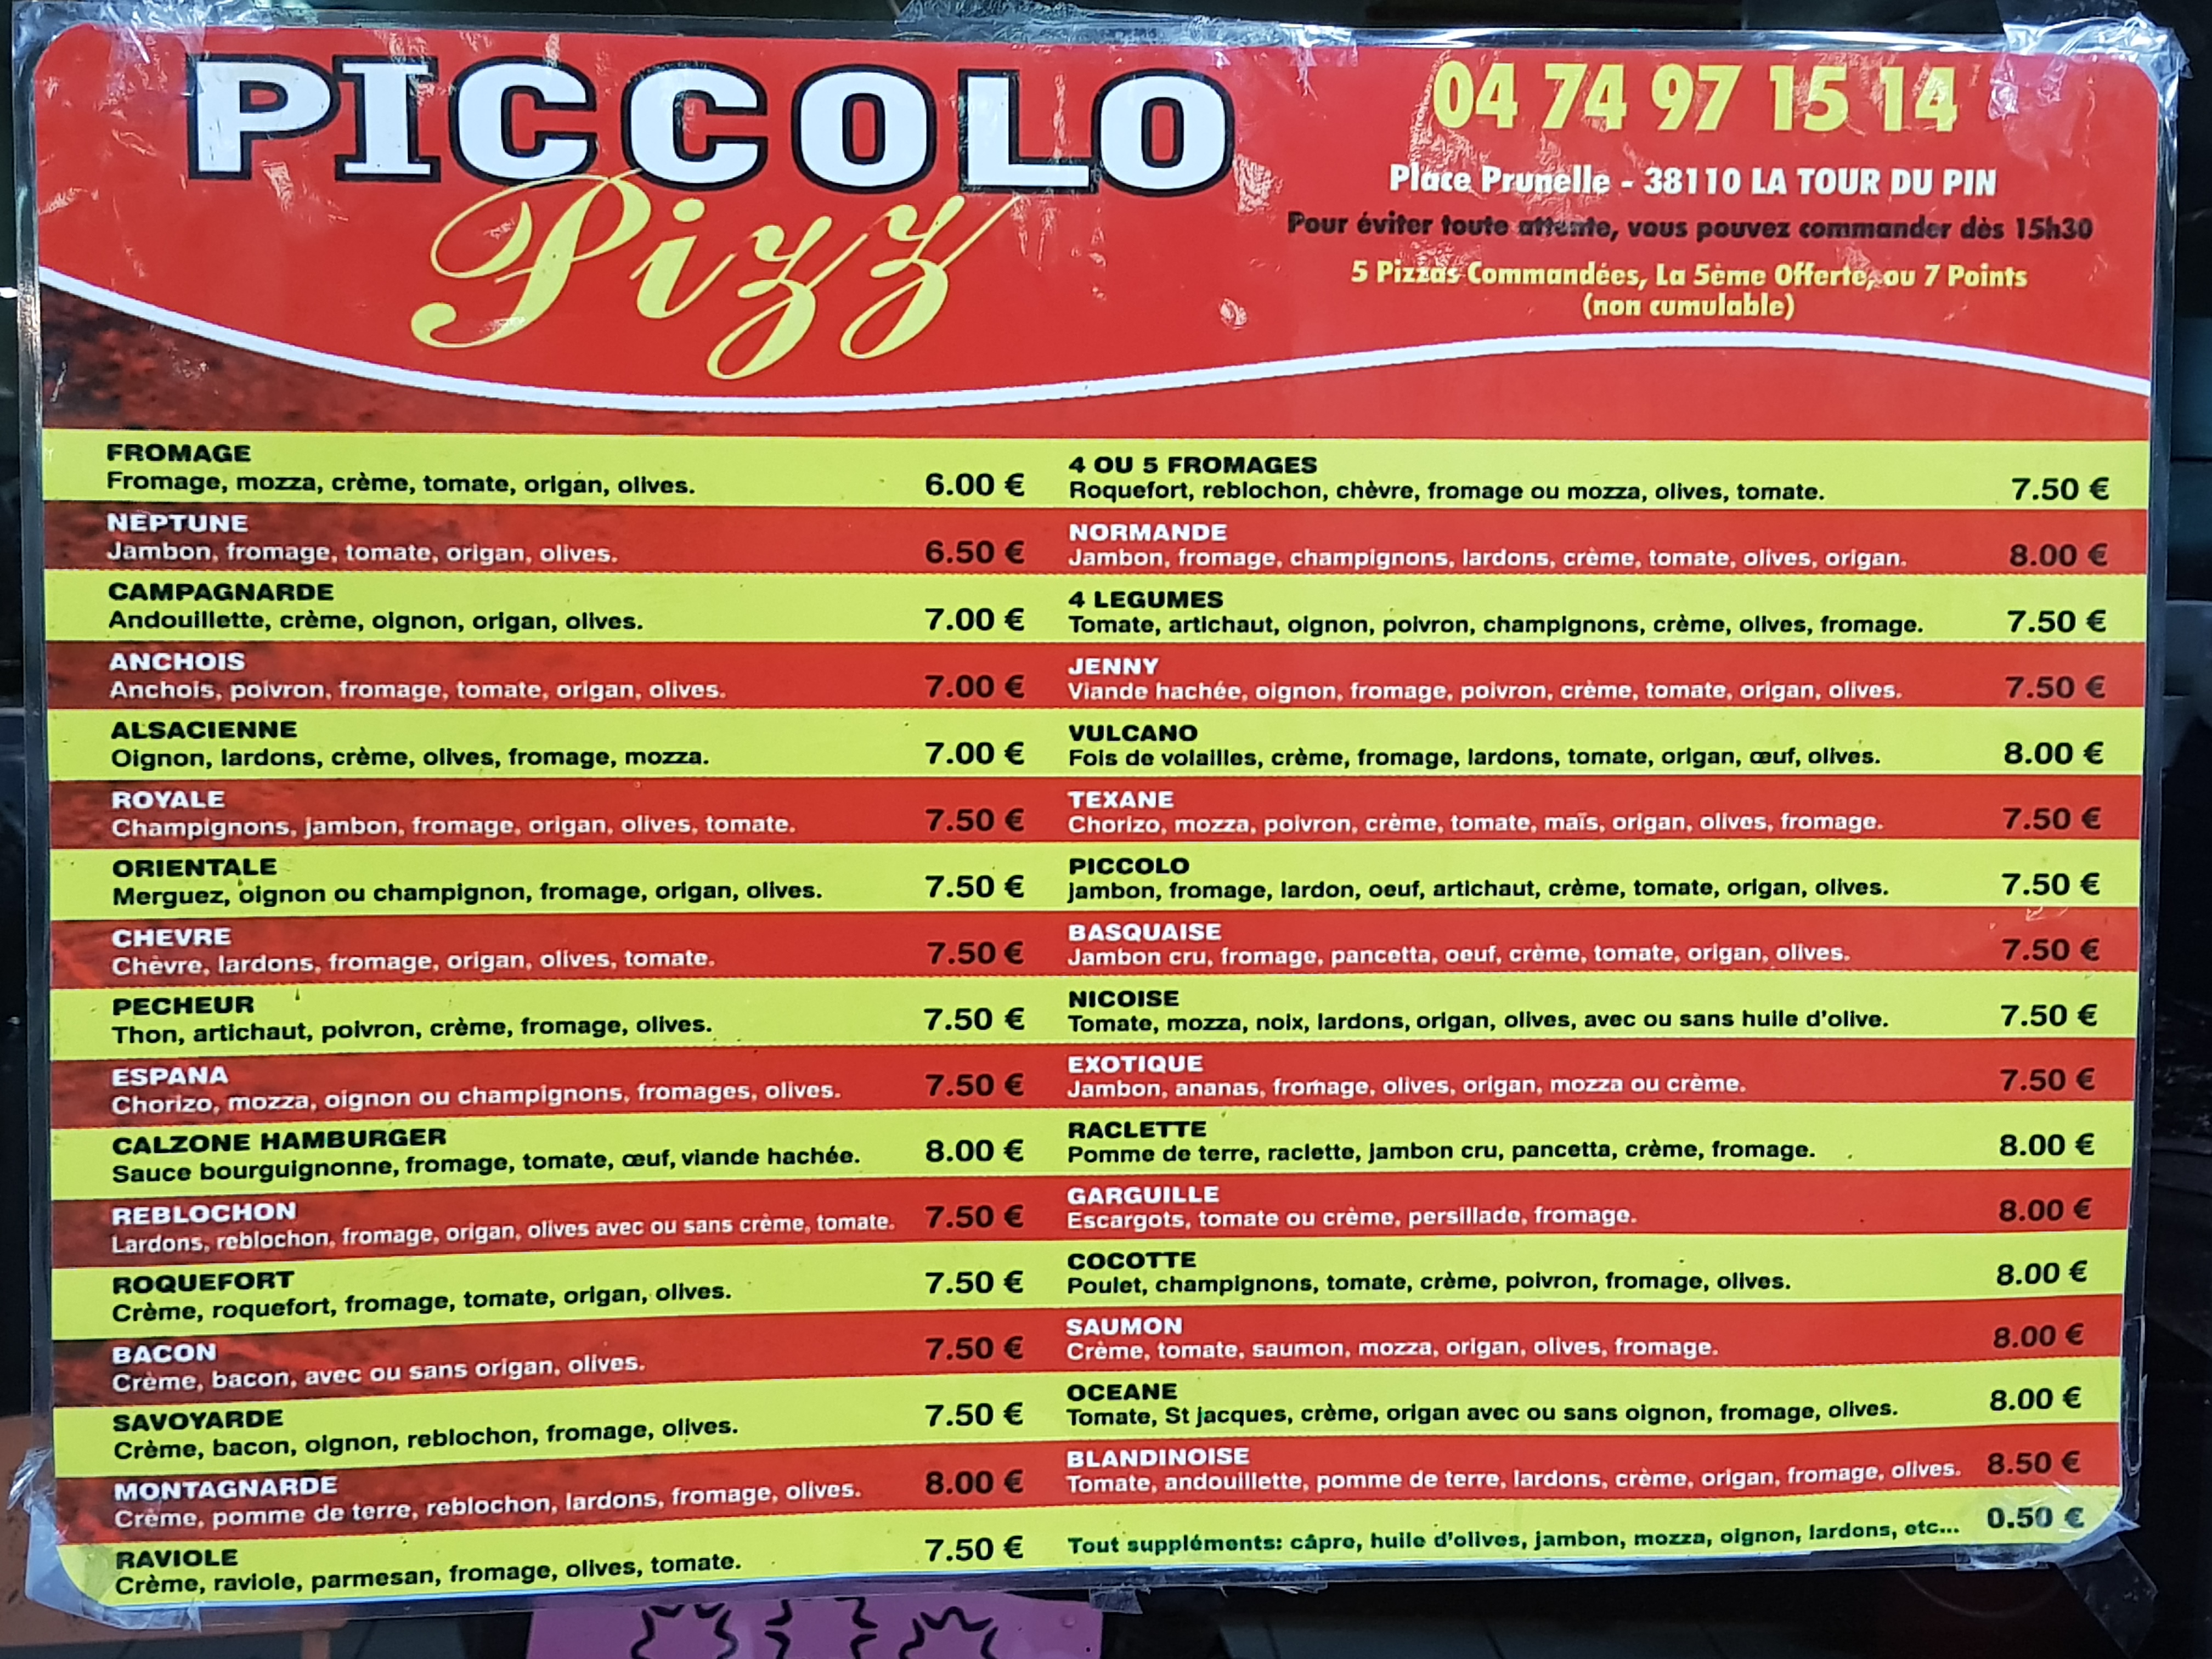 PICCOLO
Pizz
04 74 97 15 14
Place Prunelle - 38110 LA TOUR DU PIN
Pour éviter toute attente, vous pouvez commander dès 15h30
5 Pizzas Commandées, La 5ème Offerte, ou 7 Points
(non cumulable)
FROMAGE
Fromage, mozza, crème, tomate, origan, olives. 6.00 €
NEPTUNE
Jambon, fromage, tomate, origan, olives. 6.50 €
CAMPAGNARDE
Andouillette, crème, oignon, origan, olives. 7.00 €
ANCHOIS
Anchois, poivron, fromage, tomate, origan, olives. 7.00 €
ALSACIENNE
Oignon, lardons, crème, olives, fromage, mozza. 7.00 €
ROYALE
Champignons, jambon, fromage, origan, olives, tomate. 7.50 €
ORIENTALE
Merguez, oignon ou champignon, fromage, origan, olives. 7.50 €
CHEVRE
Chèvre, lardons, fromage, origan, olives, tomate. 7.50 €
PECHEUR
Thon, artichaut, poivron, crème, fromage, olives. 7.50 €
ESPANA
Chorizo, mozza, oignon ou champignons, fromages, olives. 7.50 €
CALZONE HAMBURGER
Sauce bourguignonne, fromage, tomate, œuf, viande hachée. 8.00 €
REBLOCHON
Lardons, reblochon, fromage, origan, olives avec ou sans crème, tomate. 7.50 €
ROQUEFORT
Crème, roquefort, fromage, tomate, origan, olives. 7.50 €
BACON
Crème, bacon, avec ou sans origan, olives. 7.50 €
SAVOYARDE
Crème, bacon, oignon, reblochon, fromage, olives. 7.50 €
MONTAGNARDE
Crème, pomme de terre, reblochon, lardons, fromage, olives. 8.00 €
RAVIOLE
Crème, raviole, parmesan, fromage, olives, tomate. 7.50 €
4 OU 5 FROMAGES
Roquefort, reblochon, chèvre, fromage ou mozza, olives, tomate. 7.50 €
NORMANDE
Jambon, fromage, champignons, lardons, crème, tomate, olives, origan. 8.00 €
4 LEGUMES
Tomate, artichaut, oignon, poivron, champignons, crème, olives, fromage. 7.50 €
JENNY
Viande hachée, oignon, fromage, poivron, crème, tomate, origan, olives. 7.50 €
VULCANO
Fois de volailles, crème, fromage, lardons, tomate, origan, œuf, olives. 8.00 €
TEXANE
Chorizo, mozza, poivron, crème, tomate, maïs, origan, olives, fromage. 7.50 €
PICCOLO
jambon, fromage, lardon, oeuf, artichaut, crème, tomate, origan, olives. 7.50 €
BASQUAISE
Jambon cru, fromage, pancetta, oeuf, crème, tomate, origan, olives. 7.50 €
NICOISE
Tomate, mozza, noix, lardons, origan, olives, avec ou sans huile d'olive. 7.50 €
EXOTIQUE
Jambon, ananas, fromage, olives, origan, mozza ou crème. 7.50 €
RACLETTE
Pomme de terre, raclette, jambon cru, pancetta, crème, fromage. 8.00 €
GARGUILLE
Escargots, tomate ou crème, persillade, fromage. 8.00 €
COCOTTE
Poulet, champignons, tomate, crème, poivron, fromage, olives. 8.00 €
SAUMON
Crème, tomate, saumon, mozza, origan, olives, fromage. 8.00 €
OCEANE
Tomate, St jacques, crème, origan avec ou sans oignon, fromage, olives. 8.00 €
BLANDINOISE
Tomate, andouillette, pomme de terre, lardons, crème, origan, fromage, olives. 8.50 €
Tout suppléments: câpre, huile d'olives, jambon, mozza, oignon, lardons, etc... 0.50 €